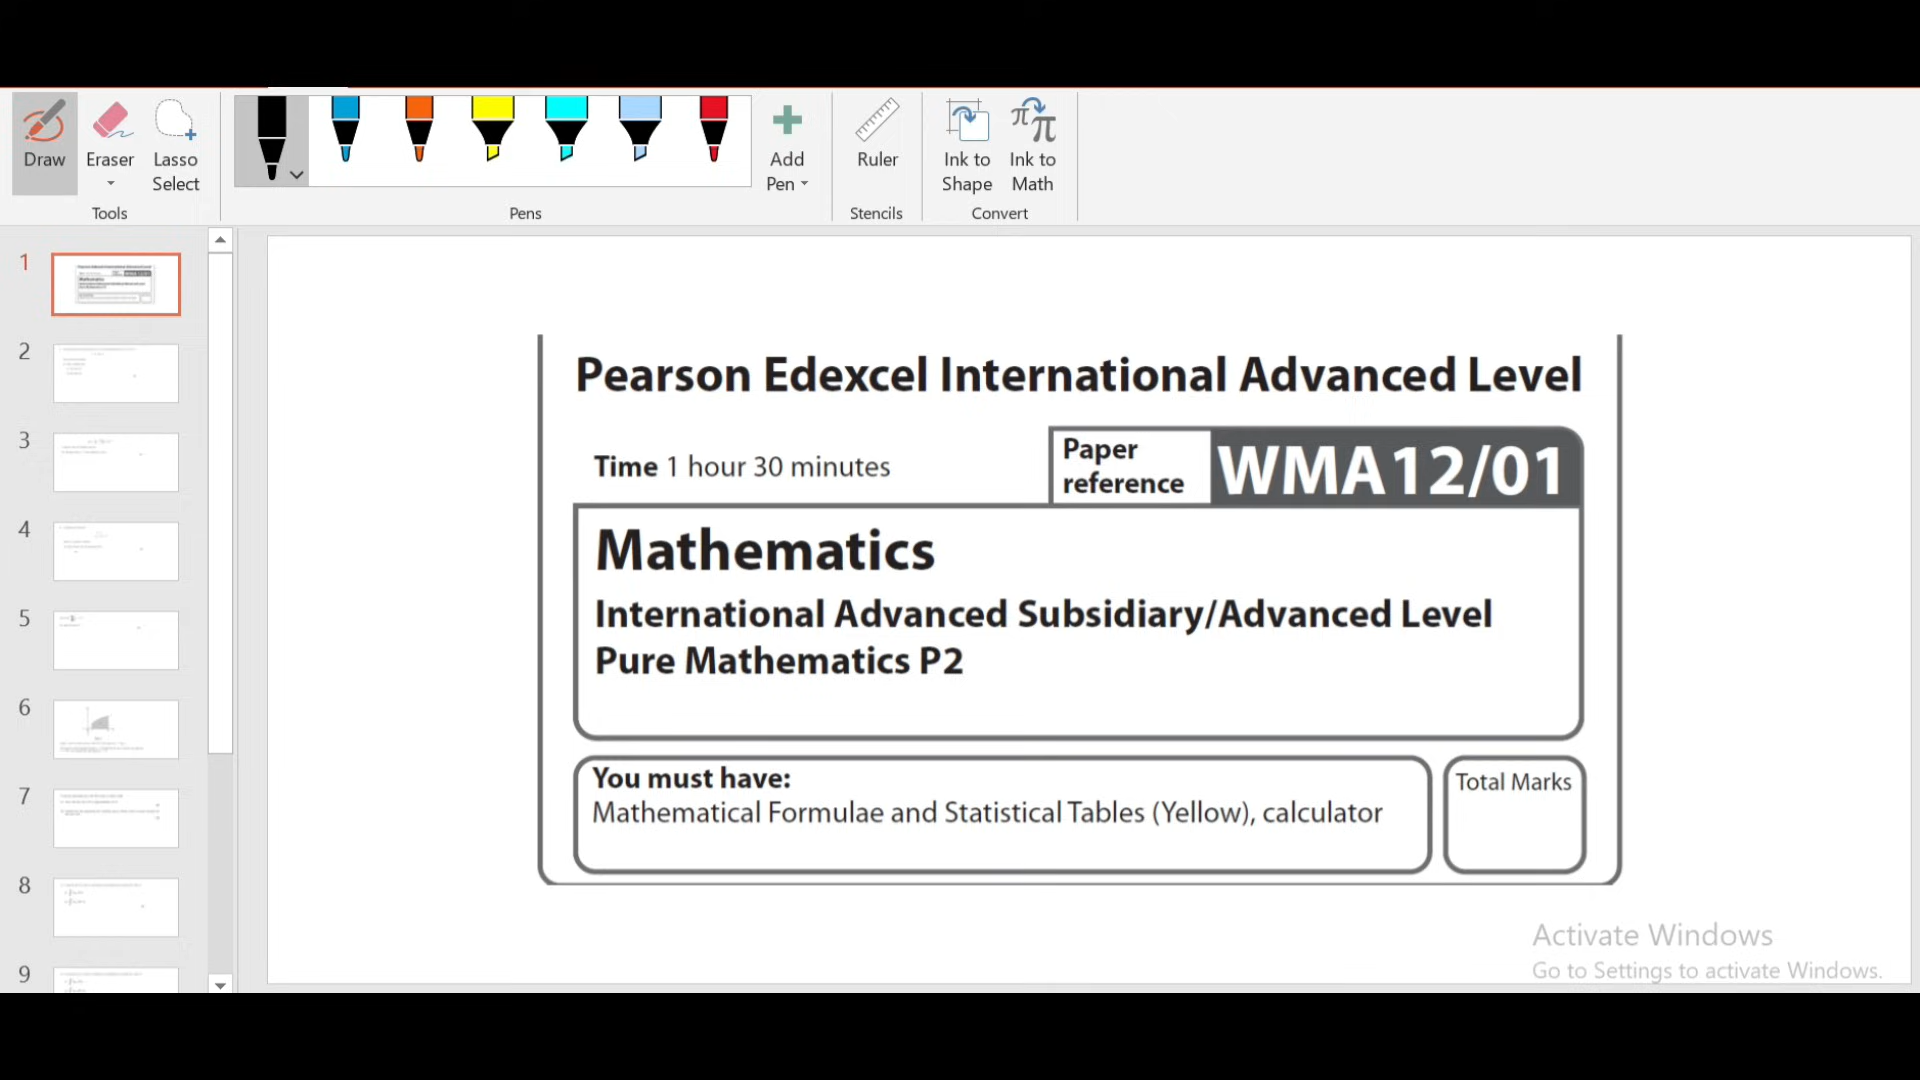 Draw
Eraser
Lasso
Select
Tools
Pens
Add
Pen
Ruler
Stencils
Ink to
Shape
Ink to
Math
Convert
1
2
3
4
5
6
7
8
9
Pearson Edexcel International Advanced Level
Time 1 hour 30 minutes
Paper
reference
WMA12/01
Mathematics
International Advanced Subsidiary/Advanced Level
Pure Mathematics P2
You must have:
Mathematical Formulae and Statistical Tables (Yellow), calculator
Total Marks
Activate Windows
Go to Settings to activate Windows.